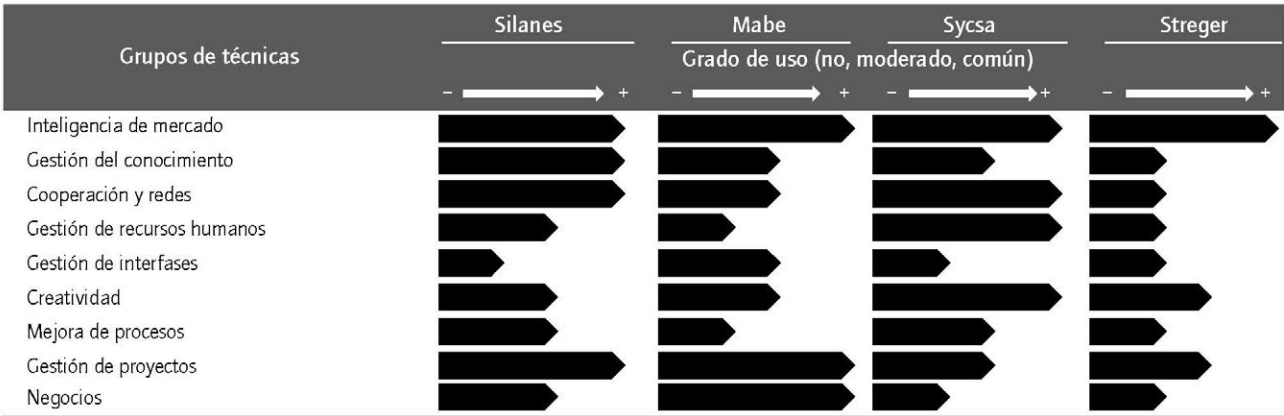 Silanes Mabe Sycsa Streger
Grupos de técnicas
Grado de uso (no, moderado, común)
– + – + – + – +
Inteligencia de mercado
Gestión del conocimiento
Cooperación y redes
Gestión de recursos humanos
Gestión de interfases
Creatividad
Mejora de procesos
Gestión de proyectos
Negocios